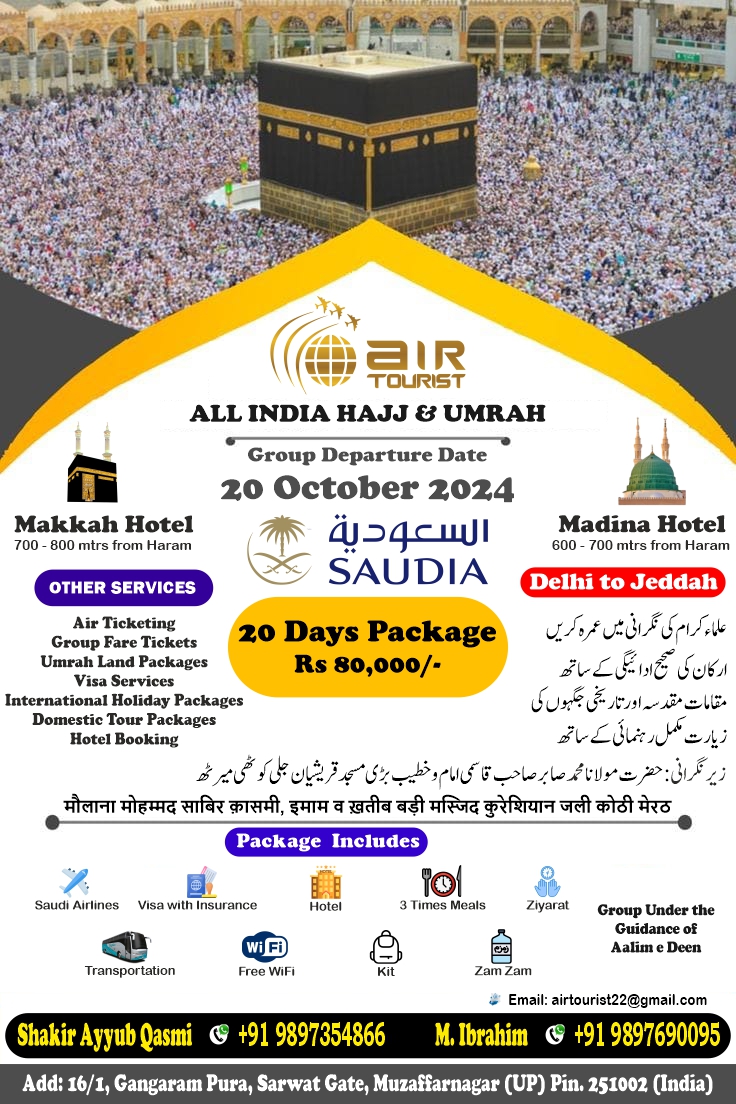 AIR
TOURIST
ALL INDIA HAJJ & UMRAH
Group Departure Date
20 October 2024
Makkah Hotel
700 - 800 mtrs from Haram
السعودية
SAUDIA
Madina Hotel
600 - 700 mtrs from Haram
OTHER SERVICES
Air Ticketing
Group Fare Tickets
Umrah Land Packages
Visa Services
International Holiday Packages
Domestic Tour Packages
Hotel Booking
20 Days Package
Rs 80,000/-
Delhi to Jeddah
علماء کرام کی نگرانی میں عمرہ کریں
ارکان کی صحیح ادائیگی کے ساتھ
مقامات مقدسہ اور تاریخی جگہوں کی
زیارت مکمل رہنمائی کے ساتھ
زیر نگرانی: حضرت مولانا محمد صابر صاحب قاسمی امام و خطیب بڑی مسجد قریشیان جلی کوٹھی میرٹھ
मौलाना मोहम्मद साबिर क़ासमी, इमाम व ख़तीब बड़ी मस्जिद कुरेशियान जली कोठी मेरठ
Package Includes
Saudi Airlines
Visa with Insurance
Hotel
3 Times Meals
Ziyarat
Transportation
WiFi
Free WiFi
Kit
Zam Zam
Group Under the
Guidance of
Aalim e Deen
Email: airtourist22@gmail.com
Shakir Ayyub Qasmi +91 9897354866 M. Ibrahim +91 9897690095
Add: 16/1, Gangaram Pura, Sarwat Gate, Muzaffarnagar (UP) Pin. 251002 (India)